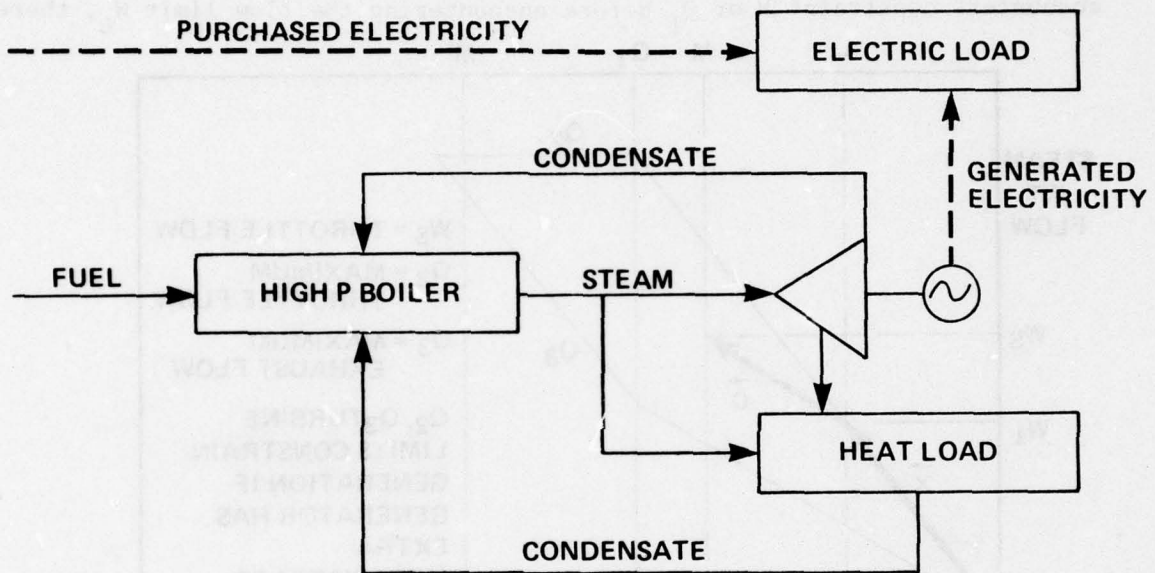 PURCHASED ELECTRICITY
ELECTRIC LOAD
CONDENSATE
GENERATED
ELECTRICITY
FUEL
HIGH P BOILER
STEAM
HEAT LOAD
CONDENSATE